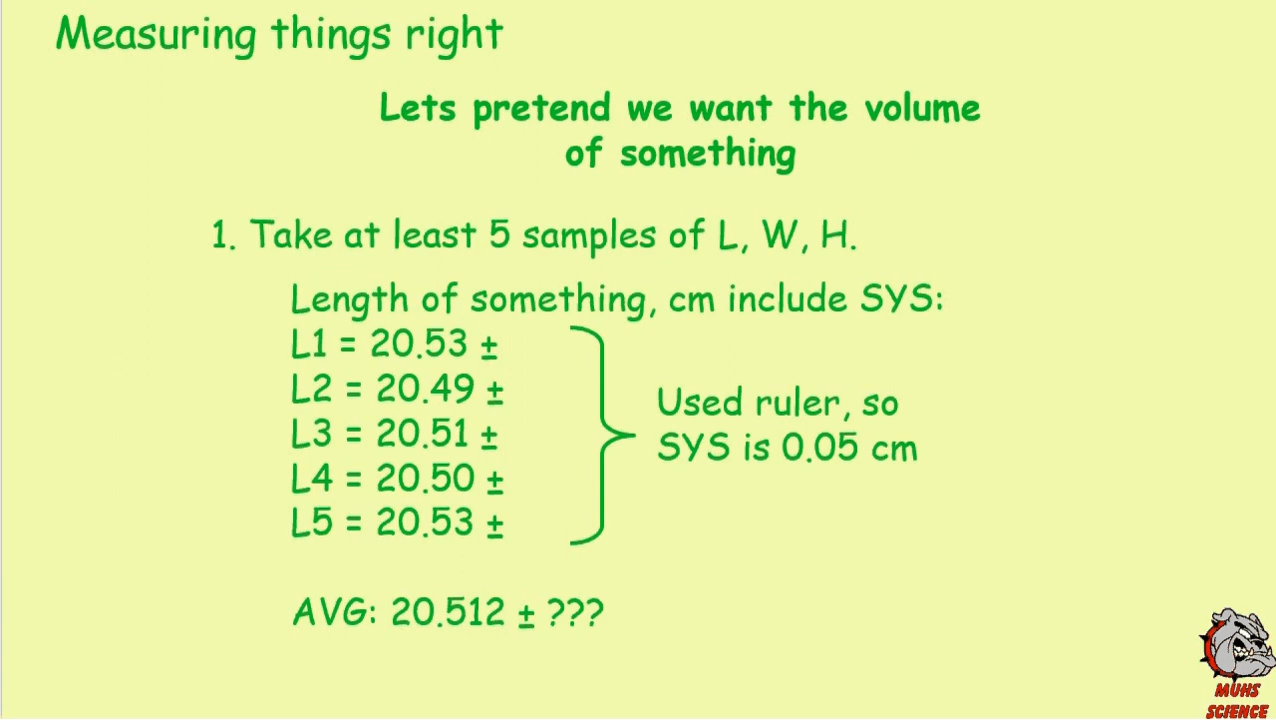 Measuring things right
Lets pretend we want the volume
of something
1. Take at least 5 samples of L, W, H.
Length of something, cm include SYS:
L1 = 20.53 ±
L2 = 20.49 ±
L3 = 20.51 ±
L4 = 20.50 ±
L5 = 20.53 ±
Used ruler, so
SYS is 0.05 cm
AVG: 20.512 ± ???
MUHS
SCIENCE